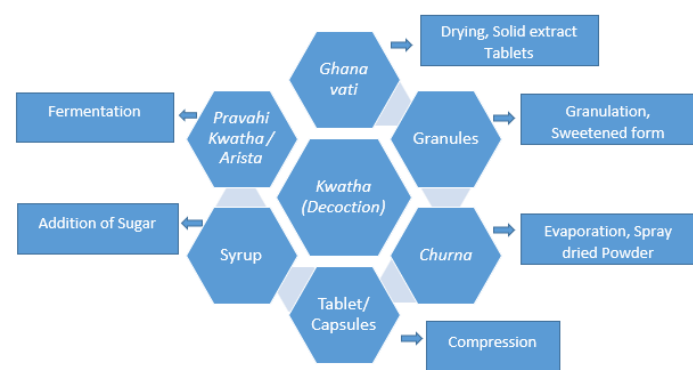 Ghana
vati
Drying, Solid extract
Tablets
Fermentation
Pravahi
Kwatha /
Arista
Granules
Granulation,
Sweetened form
Kwatha
(Decoction)
Addition of Sugar
Syrup
Churna
Evaporation, Spray
dried Powder
Tablet/
Capsules
Compression